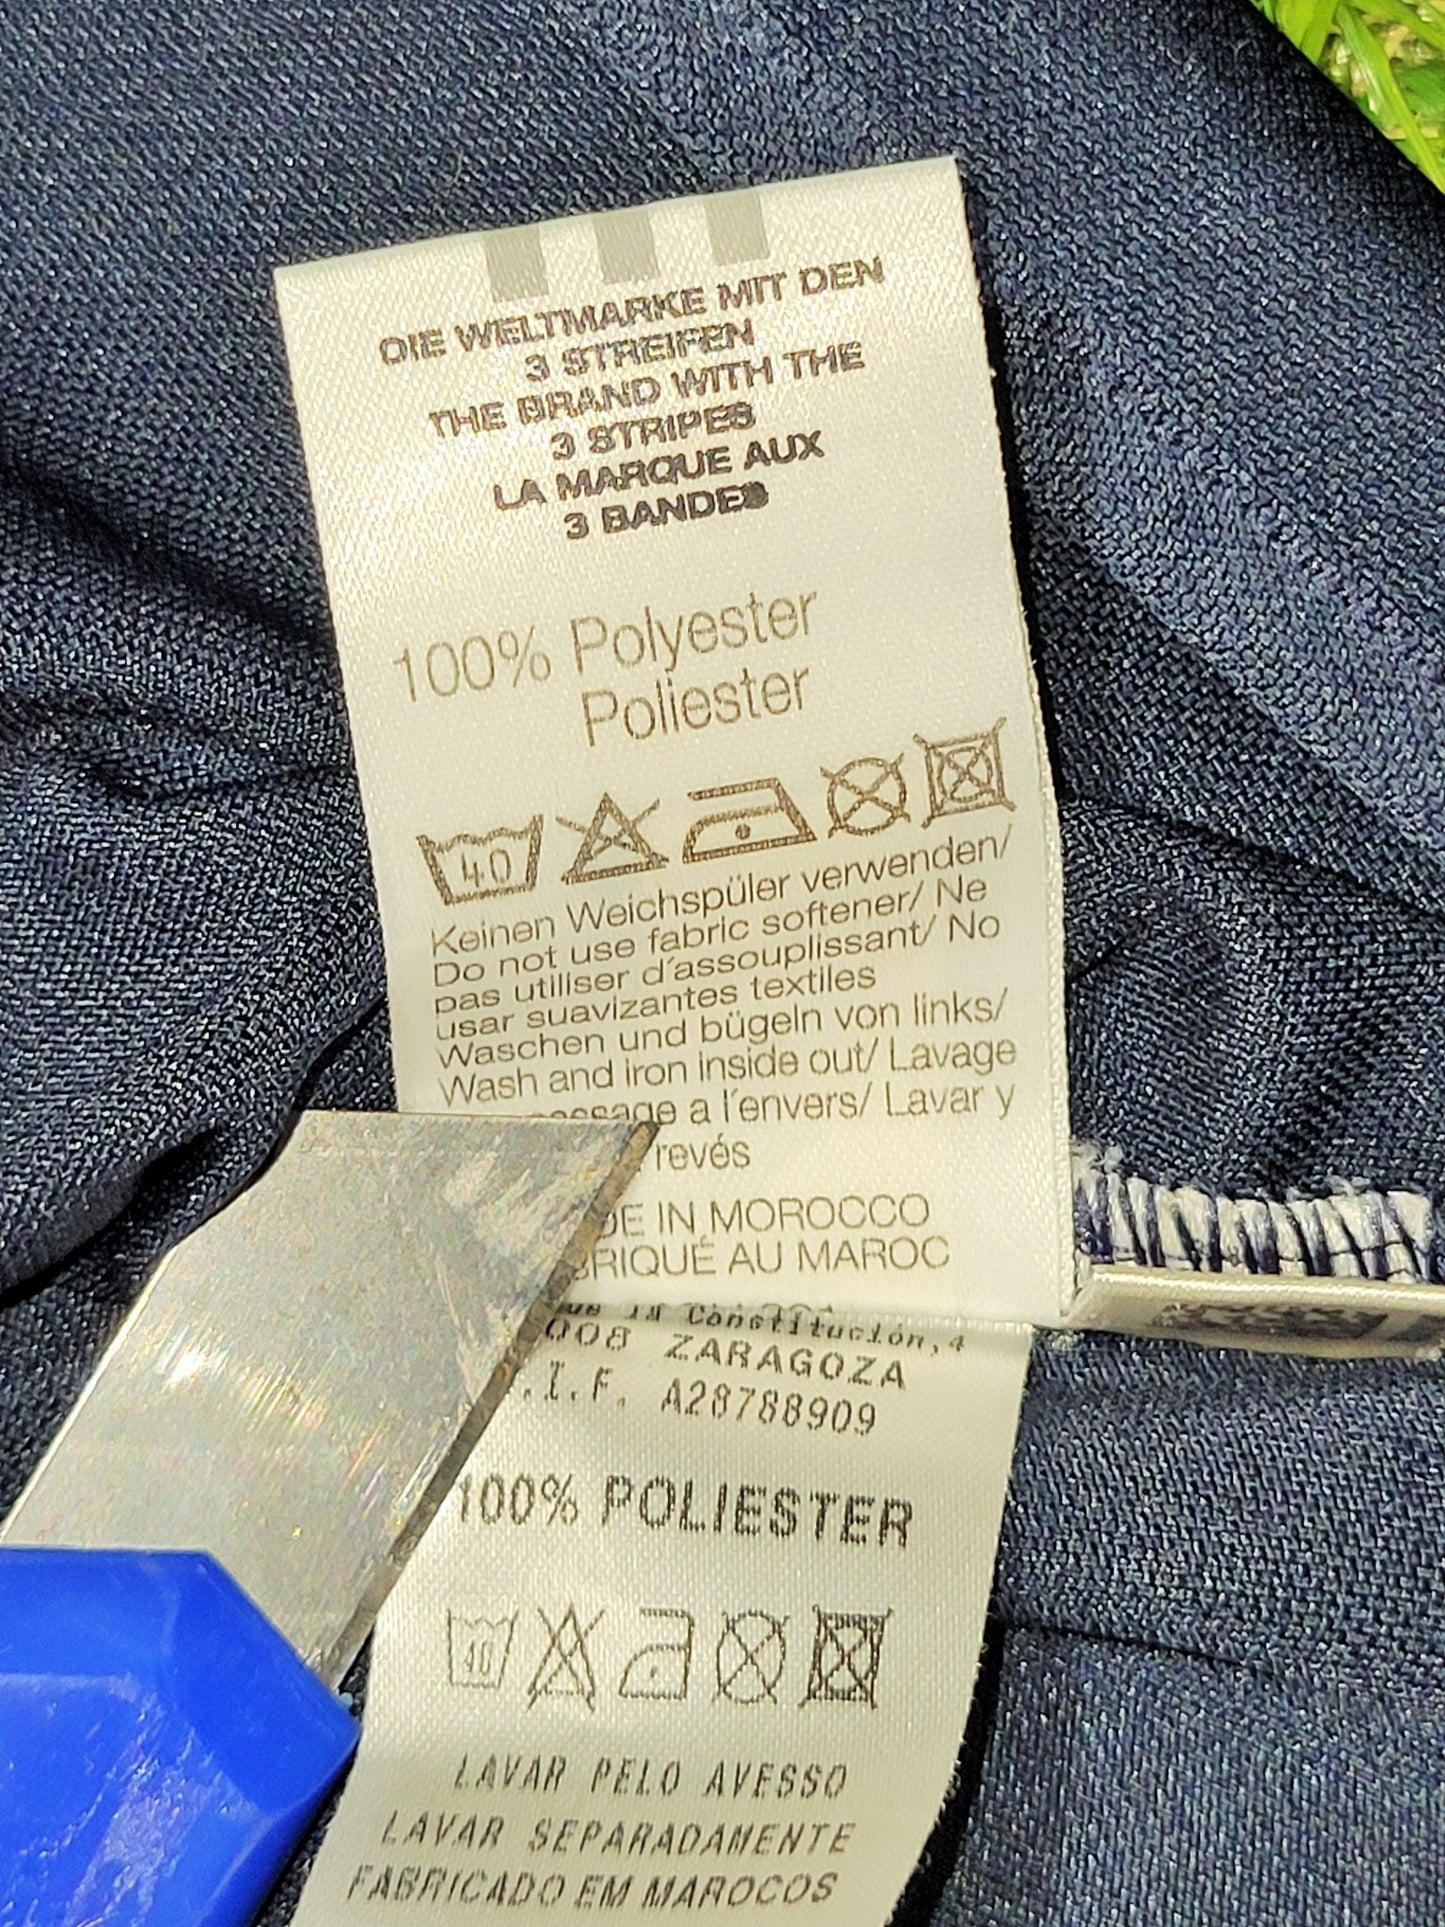 DIE WELTMARKE MIT DEN
3 STREIFEN
THE BRAND WITH THE
3 STRIPES
LA MARQUE AUX
3 BANDES
100% Polyester
Poliester
40
Keinen Weichspüler verwenden/
Do not use fabric softener/ Ne
pas utiliser d'assouplissant/ No
usar suavizantes textiles
Waschen und bügeln von links/
Wash and iron inside out/ Lavage
a l'envers/ Lavar y
revés
IN MOROCCO
AU MAROC
la Constitución,4
008 ZARAGOZA
.I.F. A28788909
100% POLIESTER
40
LAVAR PELO AVESSO
LAVAR SEPARADAMENTE
FABRICADO EM MAROCOS